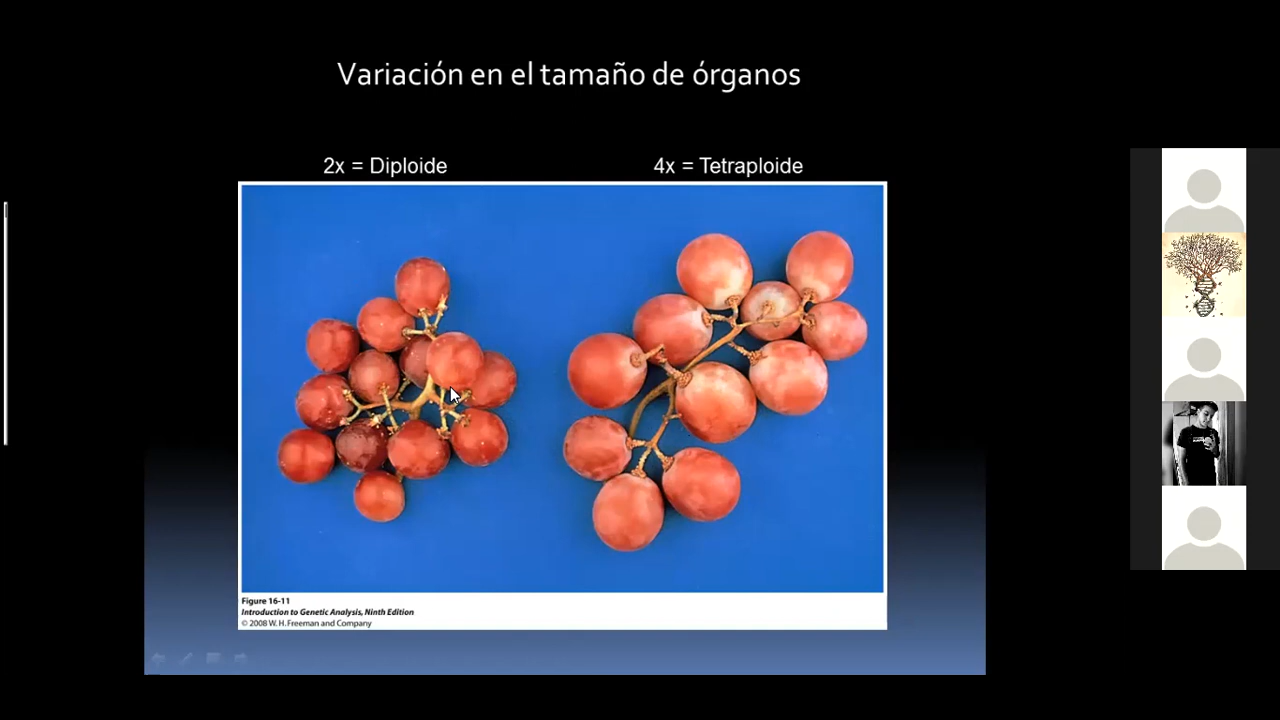 Variación en el tamaño de órganos
2x = Diploide
4x = Tetraploide
Figure 16-11
Introduction to Genetic Analysis, Ninth Edition
© 2008 W. H. Freeman and Company